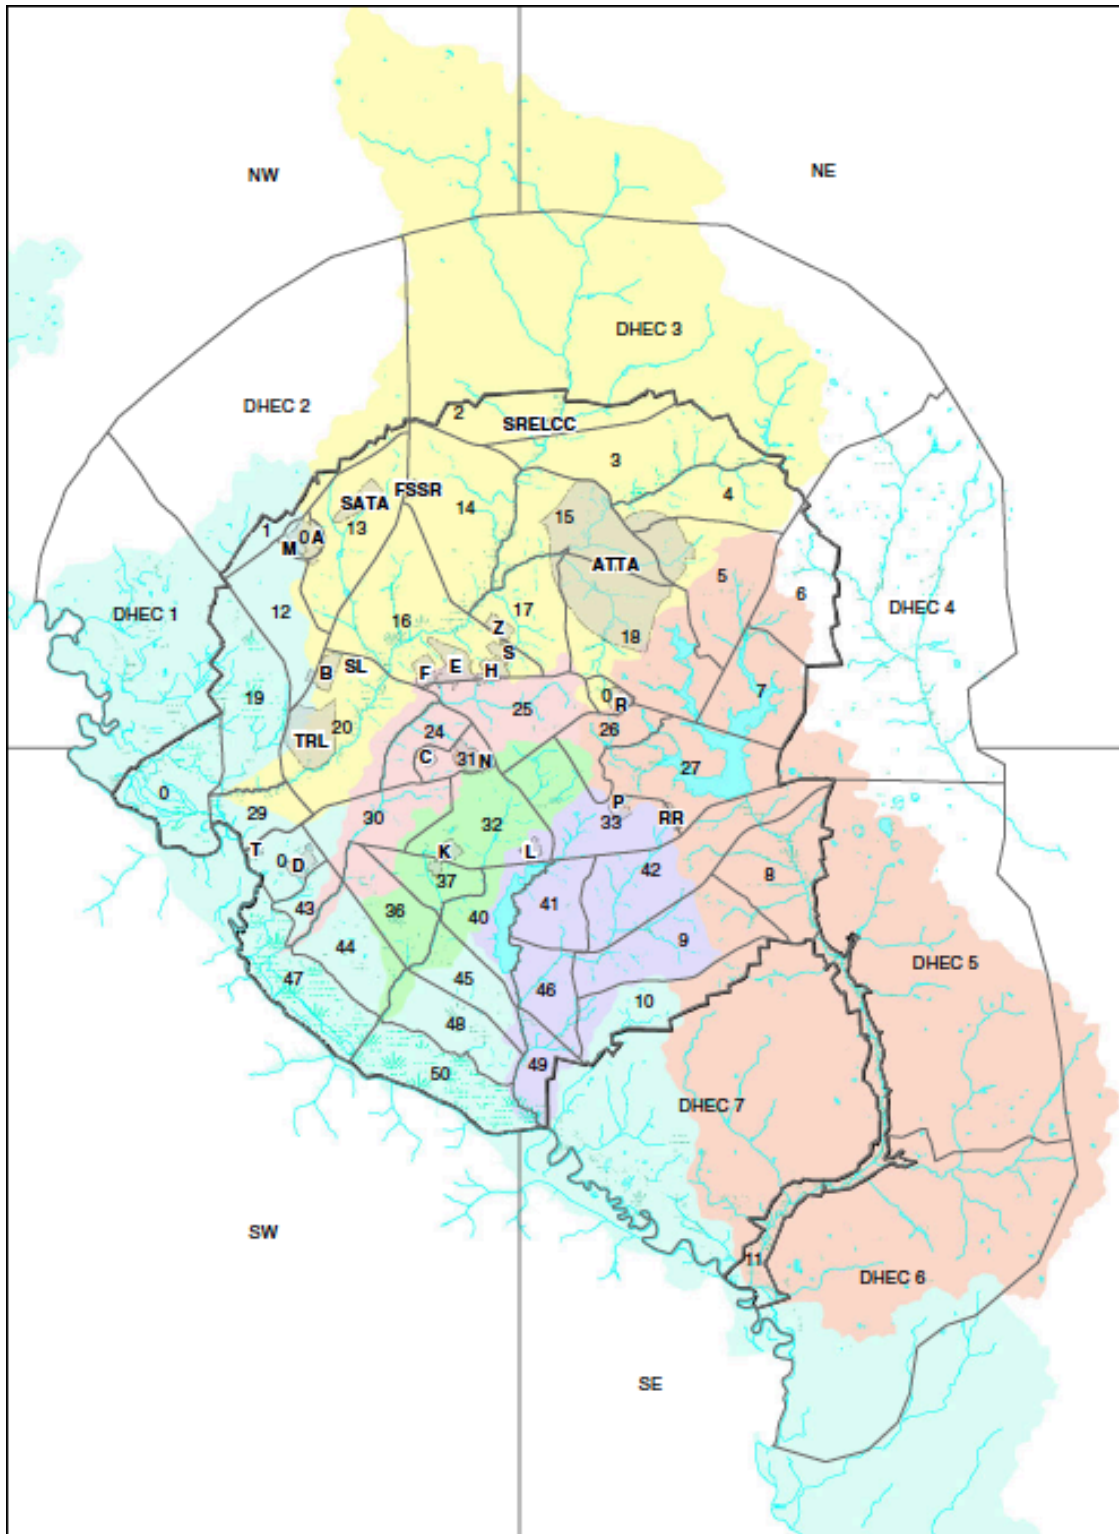 NW
NE
DHEC 3
DHEC 2
2
SRELCC
3
SATA
FSSR
4
14
15
13
1
0 A
M
ATTA
5
6
DHEC 1
DHEC 4
12
16
17
Z
18
S
B
SL
F
E
H
19
0
R
7
20
25
TRL
24
26
C
31
N
27
0
29
30
P
RR
32
33
T
K
L
0
D
42
8
37
43
36
40
41
44
9
DHEC 5
47
45
46
10
48
49
50
DHEC 7
SW
11
DHEC 6
SE